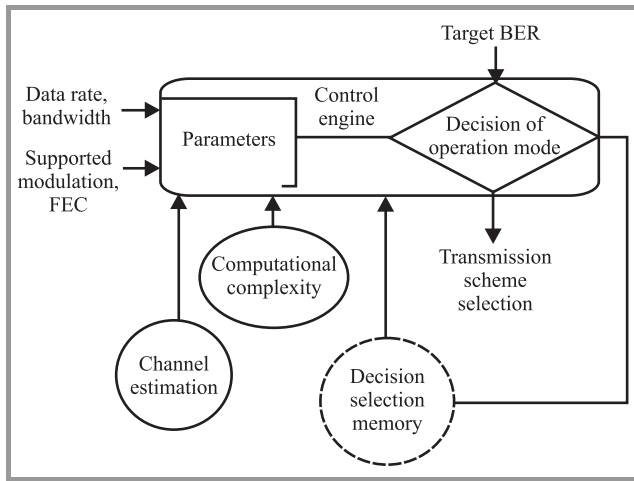 Target BER
Data rate,
bandwidth
Control
engine
Parameters
Decision of
operation mode
Supported
modulation,
FEC
Computational
complexity
Transmission
scheme
selection
Channel
estimation
Decision
selection
memory